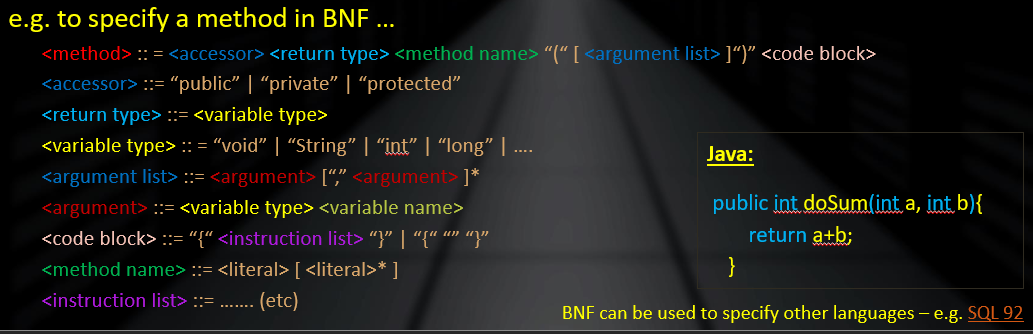 e.g. to specify a method in BNF …
<method> :: = <accessor> <return type> <method name> “(“ [ <argument list> ]“)” <code block>
<accessor> ::= “public” | “private” | “protected”
<return type> ::= <variable type>
<variable type> :: = “void” | “String” | “int” | “long” | ….
<argument list> ::= <argument> [“,” <argument> ]*
<argument> ::= <variable type> <variable name>
<code block> ::= “{“ <instruction list> “}” | “{“ “” “}”
<method name> ::= <literal> [ <literal>* ]
<instruction list> ::= ……. (etc)
Java:
public int doSum(int a, int b){
return a+b;
}
BNF can be used to specify other languages – e.g. SQL 92